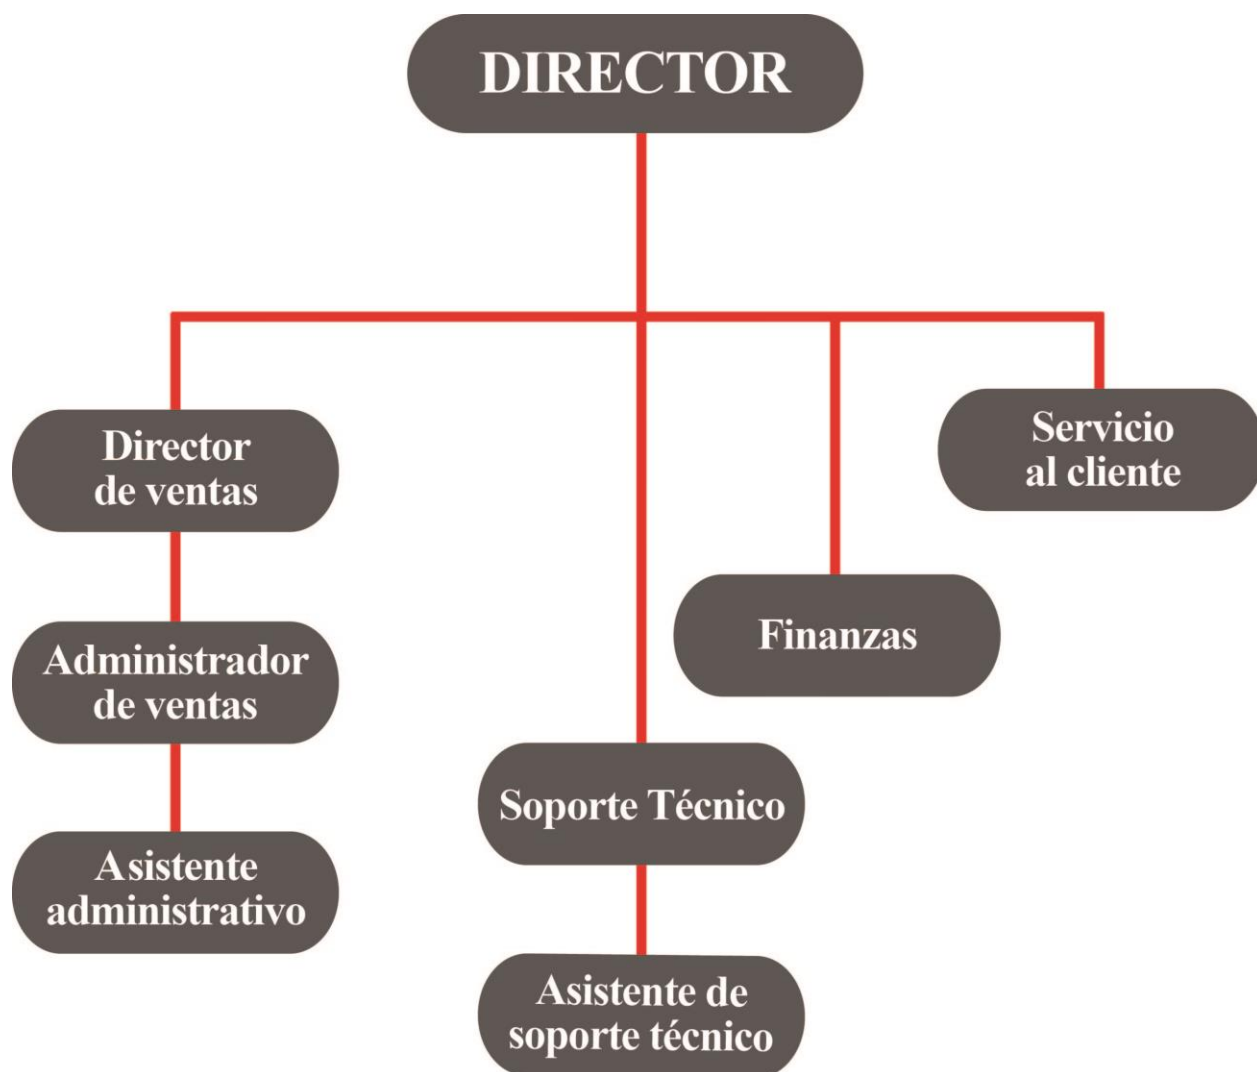 DIRECTOR
Director
de ventas
Servicio
al cliente
Finanzas
Administrador
de ventas
Soporte Técnico
Asistente
administrativo
Asistente de
soporte técnico